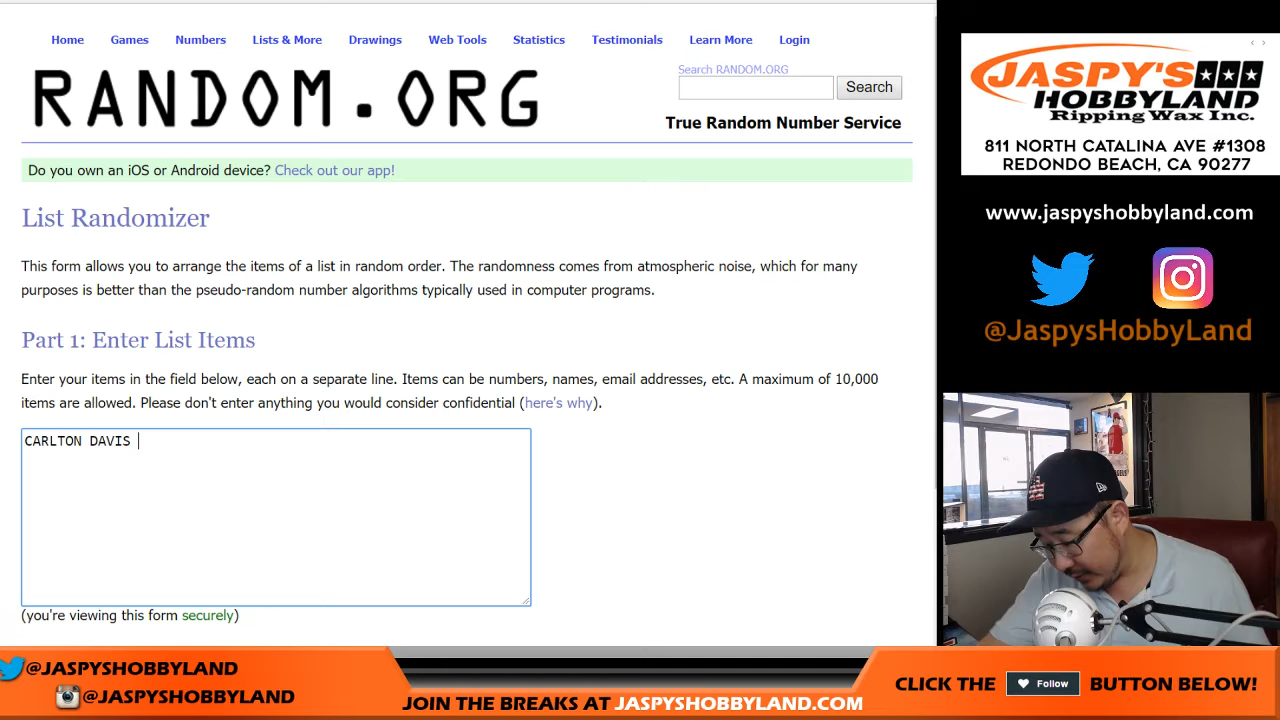 Home Games Numbers Lists & More Drawings Web Tools Statistics Testimonials Learn More Login
RANDOM.ORG
Search RANDOM.ORG
Search
True Random Number Service
Do you own an iOS or Android device? Check out our app!
List Randomizer
This form allows you to arrange the items of a list in random order. The randomness comes from atmospheric noise, which for many
purposes is better than the pseudo-random number algorithms typically used in computer programs.
Part 1: Enter List Items
Enter your items in the field below, each on a separate line. Items can be numbers, names, email addresses, etc. A maximum of 10,000
items are allowed. Please don't enter anything you would consider confidential (here's why).
CARLTON DAVIS
(you're viewing this form securely)
JASPY'S
HOBBYLAND
Ripping Wax Inc.
811 NORTH CATALINA AVE #1308
REDONDO BEACH, CA 90277
www.jaspyshobbyland.com
@JaspysHobbyLand
@JASPYSHOBBYLAND
@JASPYSHOBBYLAND
JOIN THE BREAKS AT JASPYSHOBBYLAND.COM
CLICK THE Follow BUTTON BELOW!